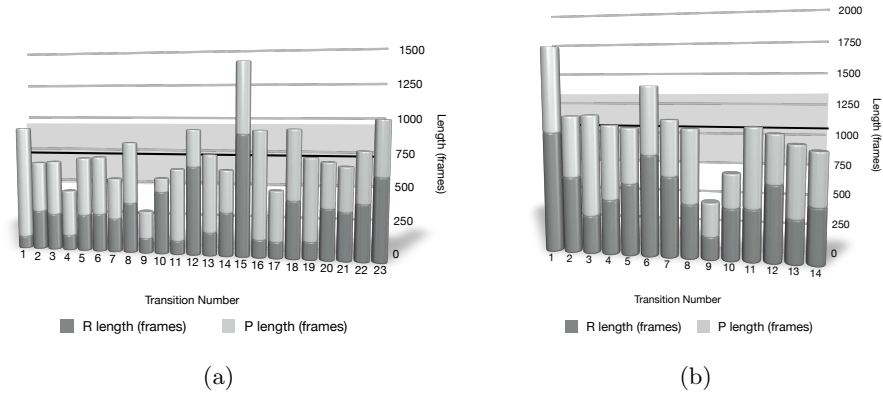 1500
1250
1000
750
500
250
0
Length (frames)
1 2 3 4 5 6 7 8 9 10 11 12 13 14 15 16 17 18 19 20 21 22 23
Transition Number
R length (frames) P length (frames)
(a)
2000
1750
1500
1250
1000
750
500
250
0
Length (frames)
1 2 3 4 5 6 7 8 9 10 11 12 13 14
Transition Number
R length (frames) P length (frames)
(b)